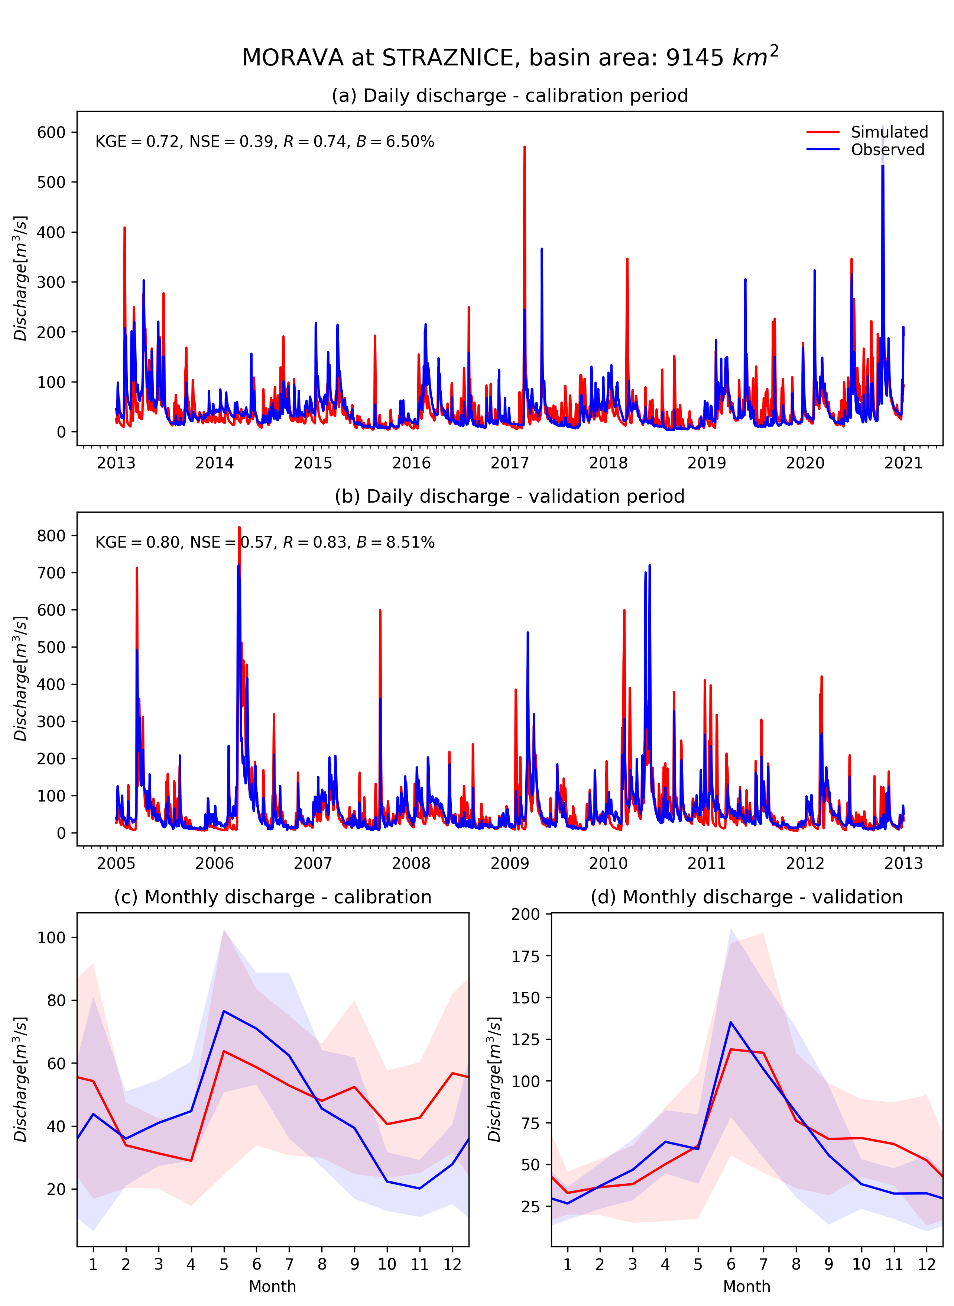 MORAVA at STRAZNICE, basin area: 9145 km²
(a) Daily discharge - calibration period
KGE = 0.72, NSE = 0.39, R = 0.74, B = 6.50%
Simulated
Observed
Discharge[m³/s]
600
500
400
300
200
100
0
2013 2014 2015 2016 2017 2018 2019 2020 2021
(b) Daily discharge - validation period
KGE = 0.80, NSE = 0.57, R = 0.83, B = 8.51%
Discharge[m³/s]
800
700
600
500
400
300
200
100
0
2005 2006 2007 2008 2009 2010 2011 2012 2013
(c) Monthly discharge - calibration
Discharge[m³/s]
100
80
60
40
20
1 2 3 4 5 6 7 8 9 10 11 12
Month
(d) Monthly discharge - validation
Discharge[m³/s]
200
175
150
125
100
75
50
25
1 2 3 4 5 6 7 8 9 10 11 12
Month